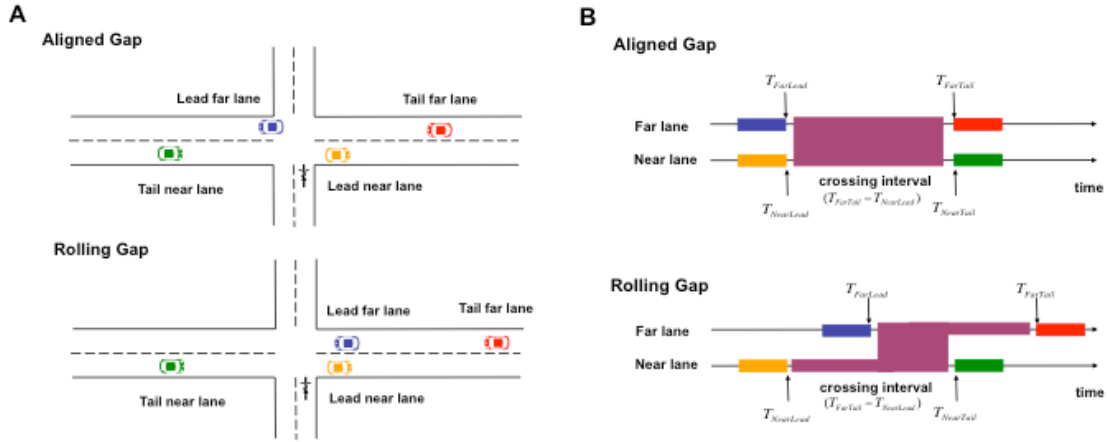 A
Aligned Gap
Lead far lane
Tail far lane
Tail near lane
Lead near lane
Rolling Gap
Lead far lane
Tail far lane
Tail near lane
Lead near lane
B
Aligned Gap
T_FarLead
T_FarTail
Far lane
Near lane
crossing interval
(T_FarTail − T_NearLead)
time
T_NearLead
T_NearTail
Rolling Gap
T_FarLead
T_FarTail
Far lane
Near lane
crossing interval
(T_FarTail − T_NearLead)
time
T_NearLead
T_NearTail